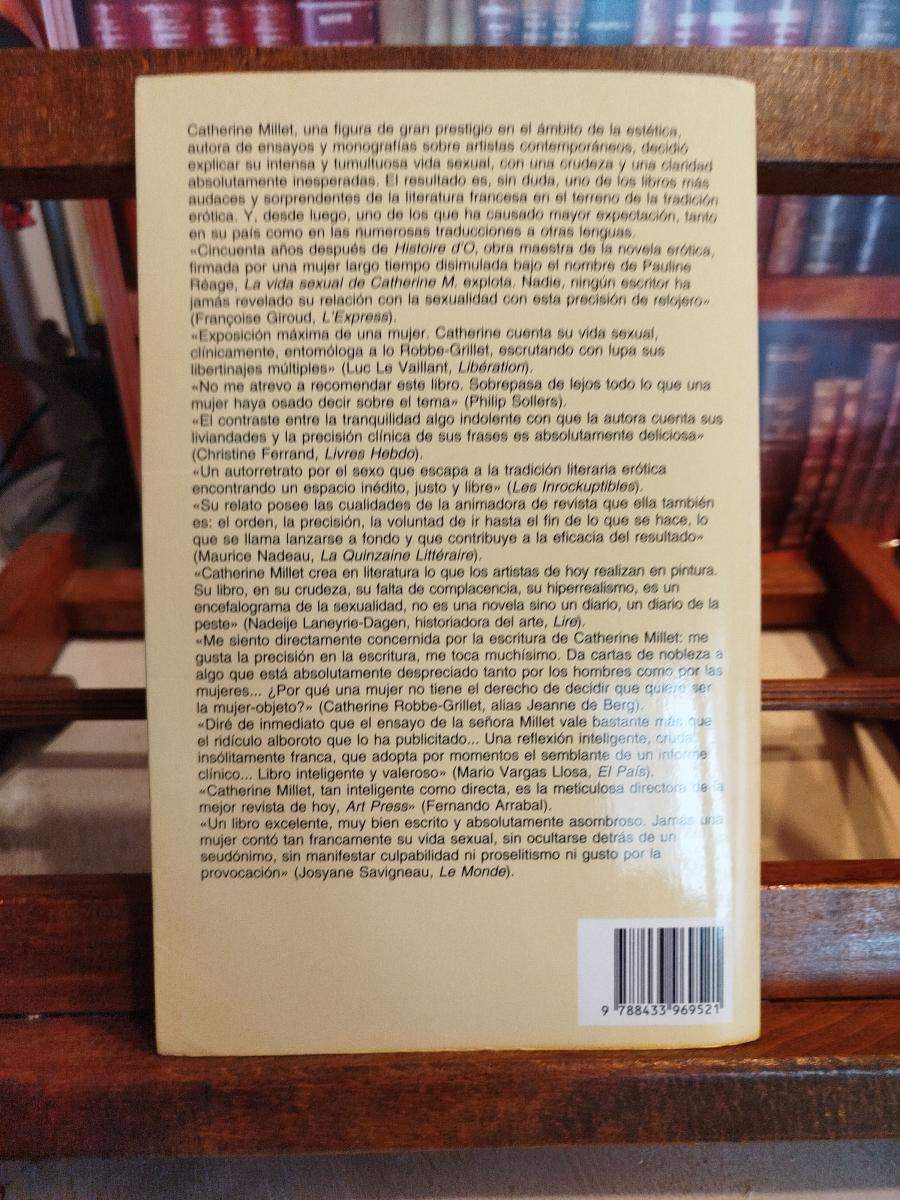 Catherine Millet, una figura de gran prestigio en el ámbito de la estética,
autora de ensayos y monografías sobre artistas contemporáneos, decidió
explicar su intensa y tumultuosa vida sexual, con una crudeza y una claridad
absolutamente inesperadas. El resultado es, sin duda, uno de los libros más
audaces y sorprendentes de la literatura francesa en el terreno de la tradición
erótica. Y, desde luego, uno de los que ha causado mayor expectación, tanto
en su país como en las numerosas traducciones a otras lenguas.
«Cincuenta años después de Histoire d'O, obra maestra de la novela erótica,
firmada por una mujer largo tiempo disimulada bajo el nombre de Pauline
Réage, La vida sexual de Catherine M. explota. Nadie, ningún escritor ha
jamás revelado su relación con la sexualidad con esta precisión de relojero»
(Françoise Giroud, L'Express).
«Exposición máxima de una mujer. Catherine cuenta su vida sexual,
clínicamente, entomóloga a lo Robbe-Grillet, escrutando con lupa sus
libertinajes múltiples» (Luc Le Vaillant, Libération).
«No me atrevo a recomendar este libro. Sobrepasa de lejos todo lo que una
mujer haya osado decir sobre el tema» (Philip Sollers).
«El contraste entre la tranquilidad algo indolente con que la autora cuenta sus
liviandades y la precisión clínica de sus frases es absolutamente deliciosa»
(Christine Ferrand, Livres Hebdo).
«Un autorretrato por el sexo que escapa a la tradición literaria erótica
encontrando un espacio inédito, justo y libre» (Les Inrockuptibles).
«Su relato posee las cualidades de la animadora de revista que ella también
es: el orden, la precisión, la voluntad de ir hasta el fin de lo que se hace, lo
que se llama lanzarse a fondo y que contribuye a la eficacia del resultado»
(Maurice Nadeau, La Quinzaine Littéraire).
«Catherine Millet crea en literatura lo que los artistas de hoy realizan en pintura.
Su libro, en su crudeza, su falta de complacencia, su hiperrealismo, es un
encefalograma de la sexualidad, no es una novela sino un diario, un diario de la
peste» (Nadeije Laneyrie-Dagen, historiadora del arte, Lire).
«Me siento directamente concernida por la escritura de Catherine Millet: me
gusta la precisión en la escritura, me toca muchísimo. Da cartas de nobleza a
algo que está absolutamente despreciado tanto por los hombres como por las
mujeres... ¿Por qué una mujer no tiene el derecho de decidir que quiere ser
la mujer-objeto?» (Catherine Robbe-Grillet, alias Jeanne de Berg).
«Diré de inmediato que el ensayo de la señora Millet vale bastante más que
el ridículo alboroto que lo ha publicitado... Una reflexión inteligente, cruda,
insólitamente franca, que adopta por momentos el semblante de un informe
clínico... Libro inteligente y valeroso» (Mario Vargas Llosa, El País).
«Catherine Millet, tan inteligente como directa, es la meticulosa directora de la
mejor revista de hoy, Art Press» (Fernando Arrabal).
«Un libro excelente, muy bien escrito y absolutamente asombroso. Jamás una
mujer contó tan francamente su vida sexual, sin ocultarse detrás de un
seudónimo, sin manifestar culpabilidad ni proselitismo ni gusto por la
provocación» (Josyane Savigneau, Le Monde).
9 788433 969521